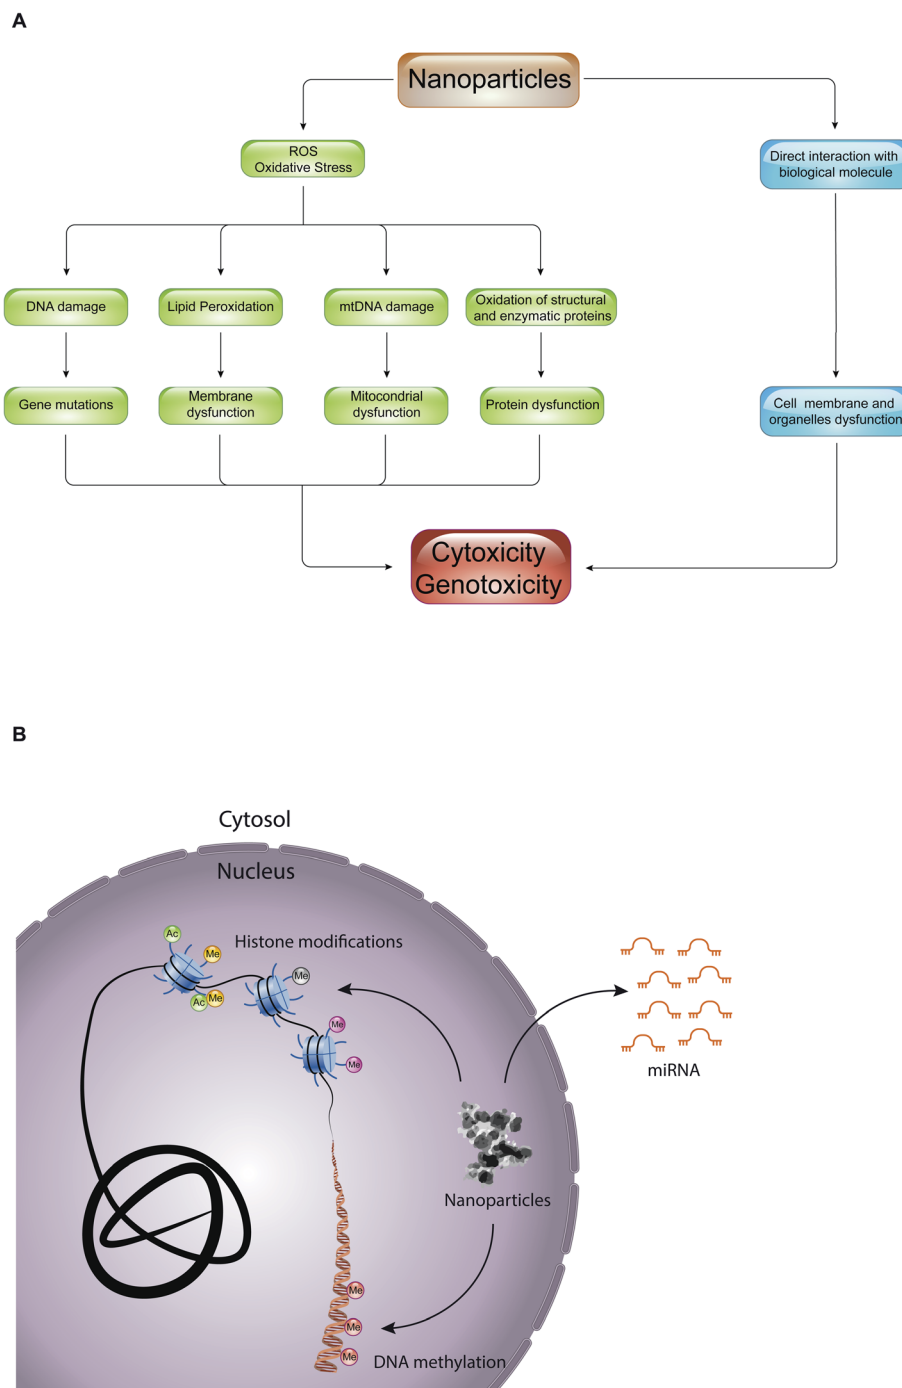 A
Nanoparticles
ROS
Oxidative Stress
Direct interaction with
biological molecule
DNA damage
Lipid Peroxidation
mtDNA damage
Oxidation of structural
and enzymatic proteins
Gene mutations
Membrane
dysfunction
Mitocondrial
dysfunction
Protein dysfunction
Cell membrane and
organelles dysfunction
Cytoxicity
Genotoxicity
B
Cytosol
Nucleus
Histone modifications
Ac
Me
Ac
Me
Me
Me
Me
miRNA
Nanoparticles
Me
Me
Me
DNA methylation